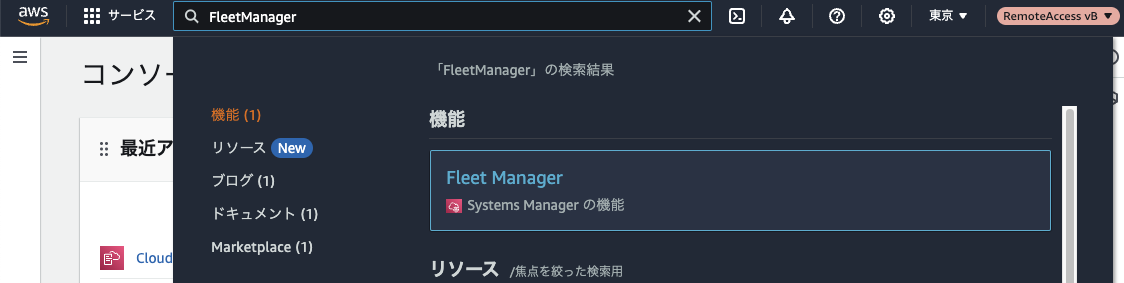 aws
サービス
FleetManager
東京
RemoteAccess vB
コンソー
「FleetManager」の検索結果
機能 (1)
機能
リソース New
最近ア
Fleet Manager
ブログ (1)
Systems Manager の機能
ドキュメント (1)
Marketplace (1)
Cloud
リソース /焦点を絞った検索用